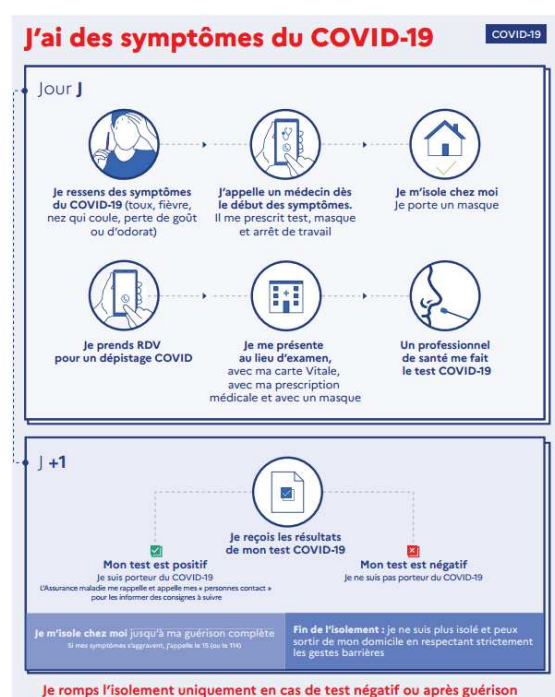 J'ai des symptômes du COVID-19
COVID-19
Jour J
Je ressens des symptômes
du COVID-19 (toux, fièvre,
nez qui coule, perte de goût
ou d'odorat)
J'appelle un médecin dès
le début des symptômes.
Il me prescrit test, masque
et arrêt de travail
Je m'isole chez moi
Je porte un masque
Je prends RDV
pour un dépistage COVID
Je me présente
au lieu d'examen,
avec ma carte Vitale,
avec ma prescription
médicale et avec un masque
Un professionnel
de santé me fait
le test COVID-19
J +1
Je reçois les résultats
de mon test COVID-19
Mon test est positif
Je suis porteur du COVID-19
L'Assurance maladie me rappelle et appelle mes « personnes contact »
pour les informer des consignes à suivre
Mon test est négatif
Je ne suis pas porteur du COVID-19
Je m'isole chez moi jusqu'à ma guérison complète
Si mes symptômes s'aggravent, j'appelle le 15 (ou le 114)
Fin de l'isolement : je ne suis plus isolé et peux
sortir de mon domicile en respectant strictement
les gestes barrières
Je romps l'isolement uniquement en cas de test négatif ou après guérison